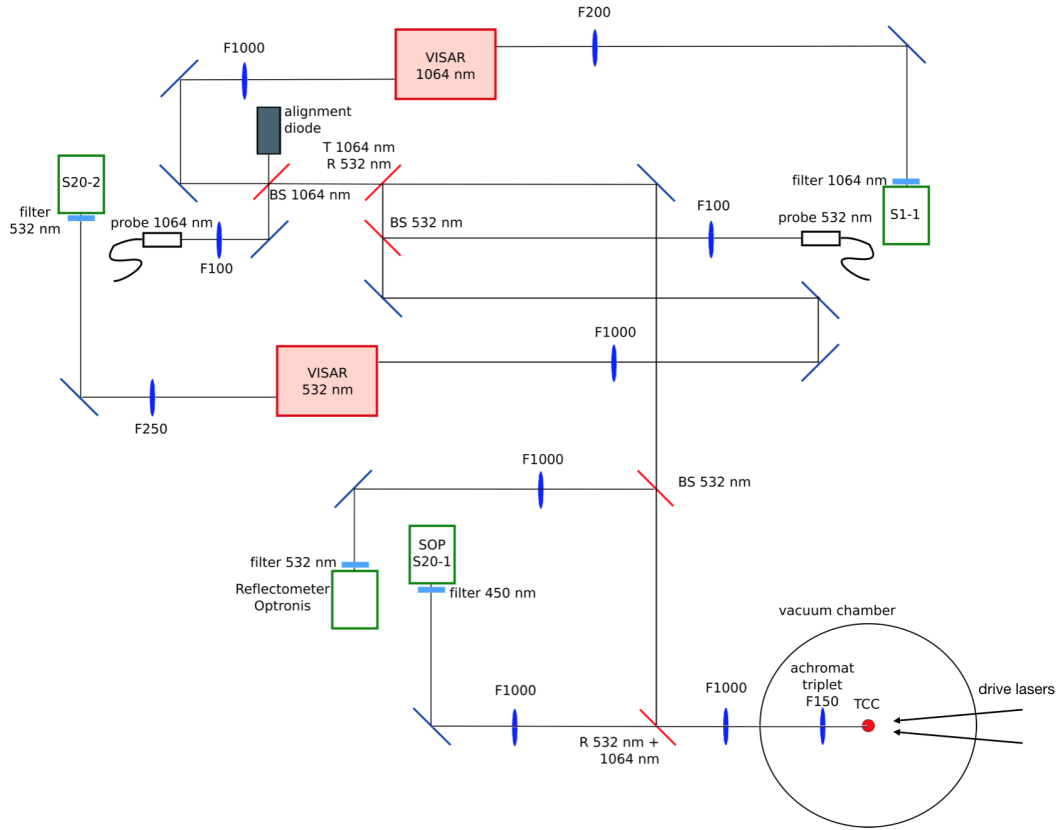 F200
F1000
VISAR
1064 nm
alignment
diode
T 1064 nm
R 532 nm
S20-2
filter
532 nm
BS 1064 nm
filter 1064 nm
S1-1
probe 1064 nm
BS 532 nm
F100
probe 532 nm
F100
F1000
VISAR
532 nm
F250
F1000
BS 532 nm
SOP
S20-1
filter 532 nm
filter 450 nm
Reflectometer
Optronis
vacuum chamber
achromat
triplet
F150
TCC
drive lasers
F1000
F1000
R 532 nm +
1064 nm